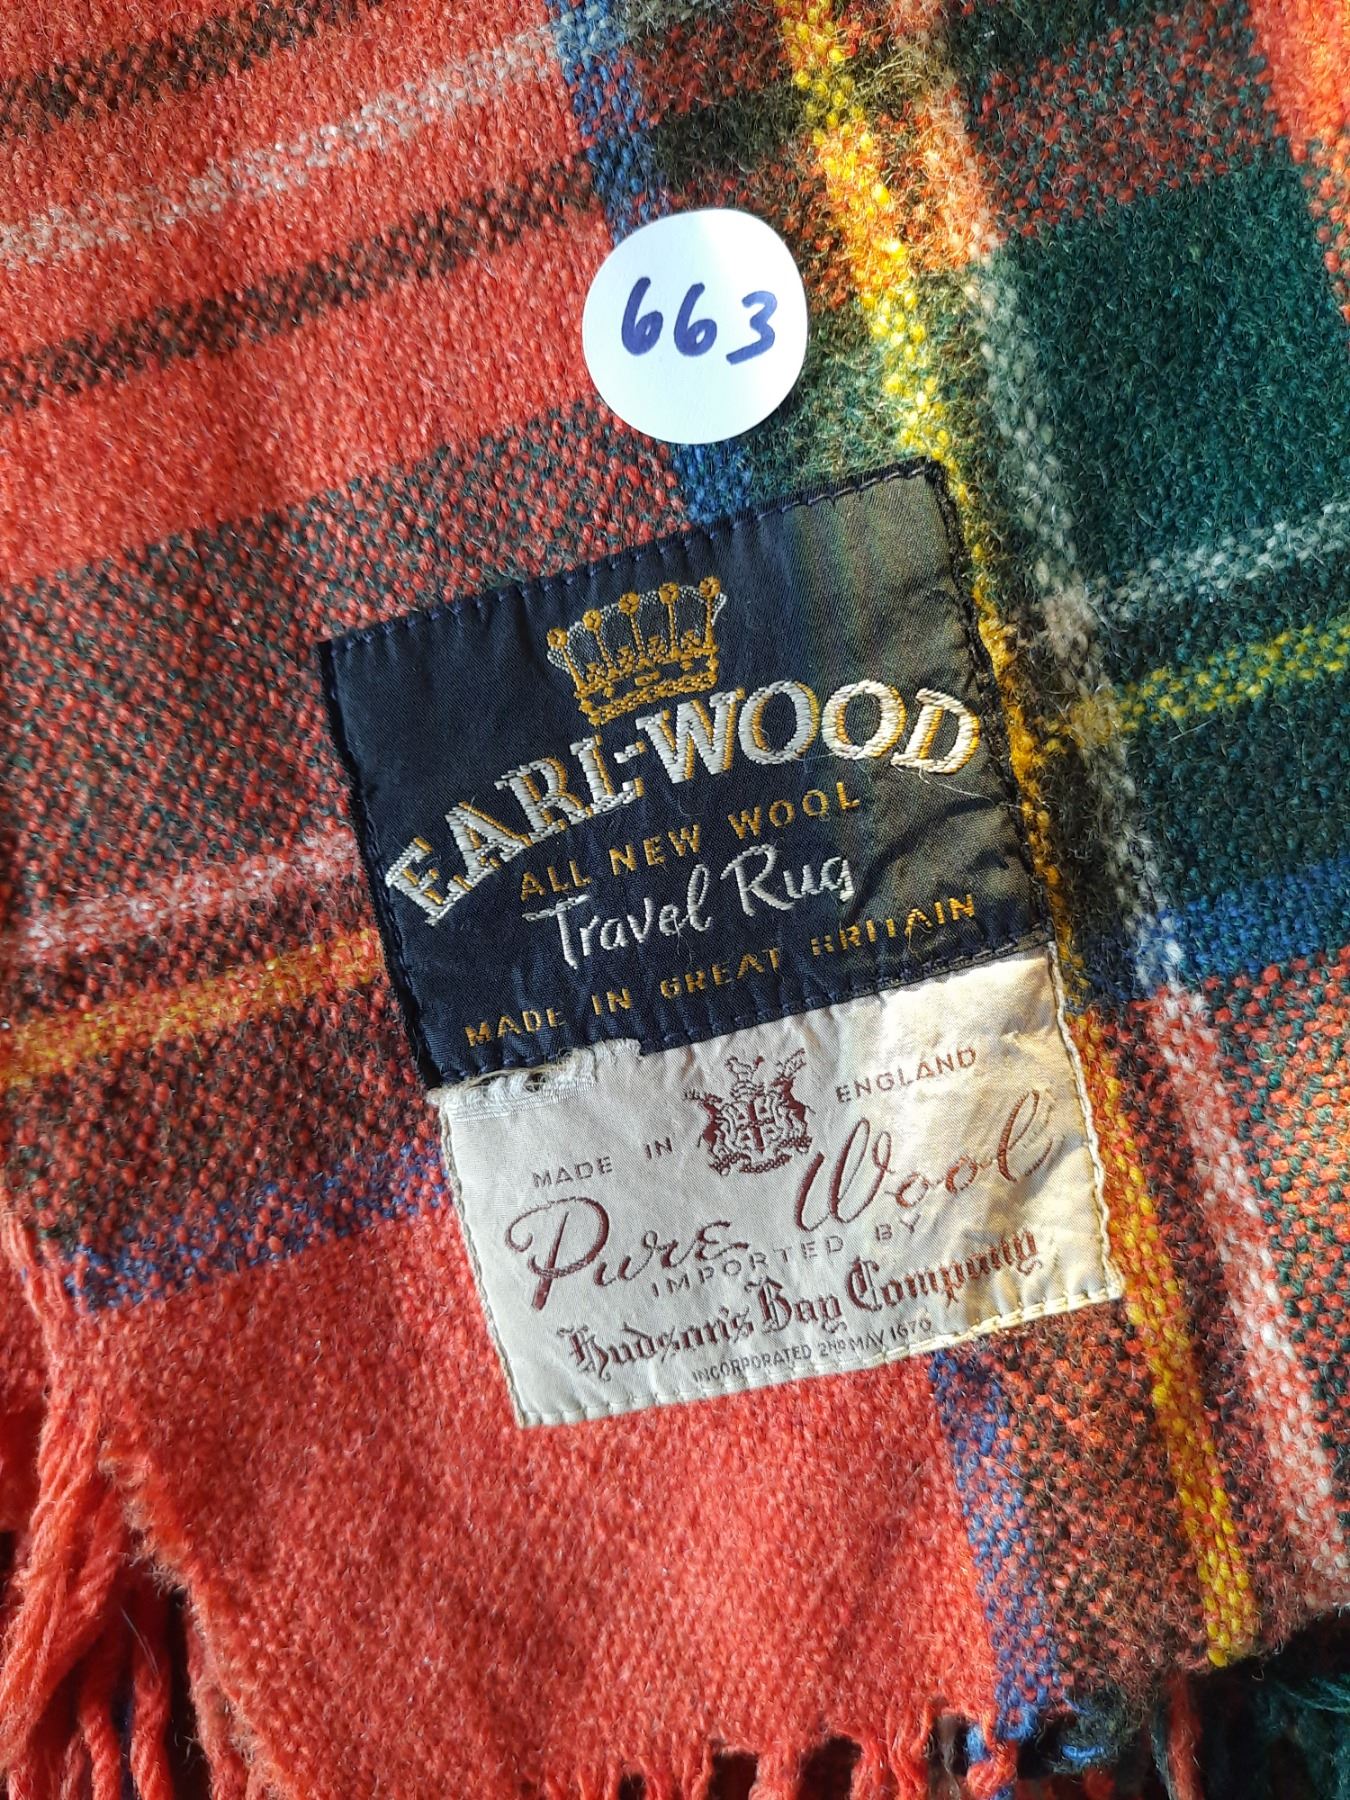 663
EARL-WOOD
ALL NEW WOOL
Travel Rug
MADE IN GREAT BRITAIN
MADE IN ENGLAND
Pure Wool
IMPORTED BY
Hudson's Bay Company
INCORPORATED 2ND MAY 1670